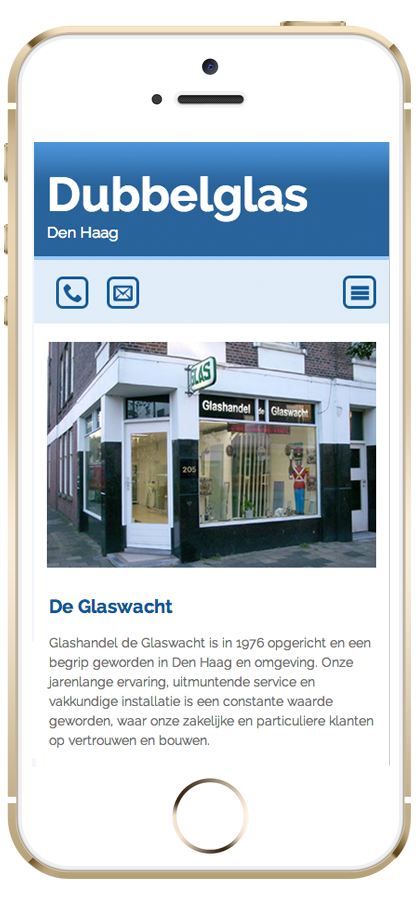 Dubbelglas
Den Haag
GLAS
Glashandel de Glaswacht
205
De Glaswacht
Glashandel de Glaswacht is in 1976 opgericht en een
begrip geworden in Den Haag en omgeving. Onze
jarenlange ervaring, uitmuntende service en
vakkundige installatie is een constante waarde
geworden, waar onze zakelijke en particuliere klanten
op vertrouwen en bouwen.